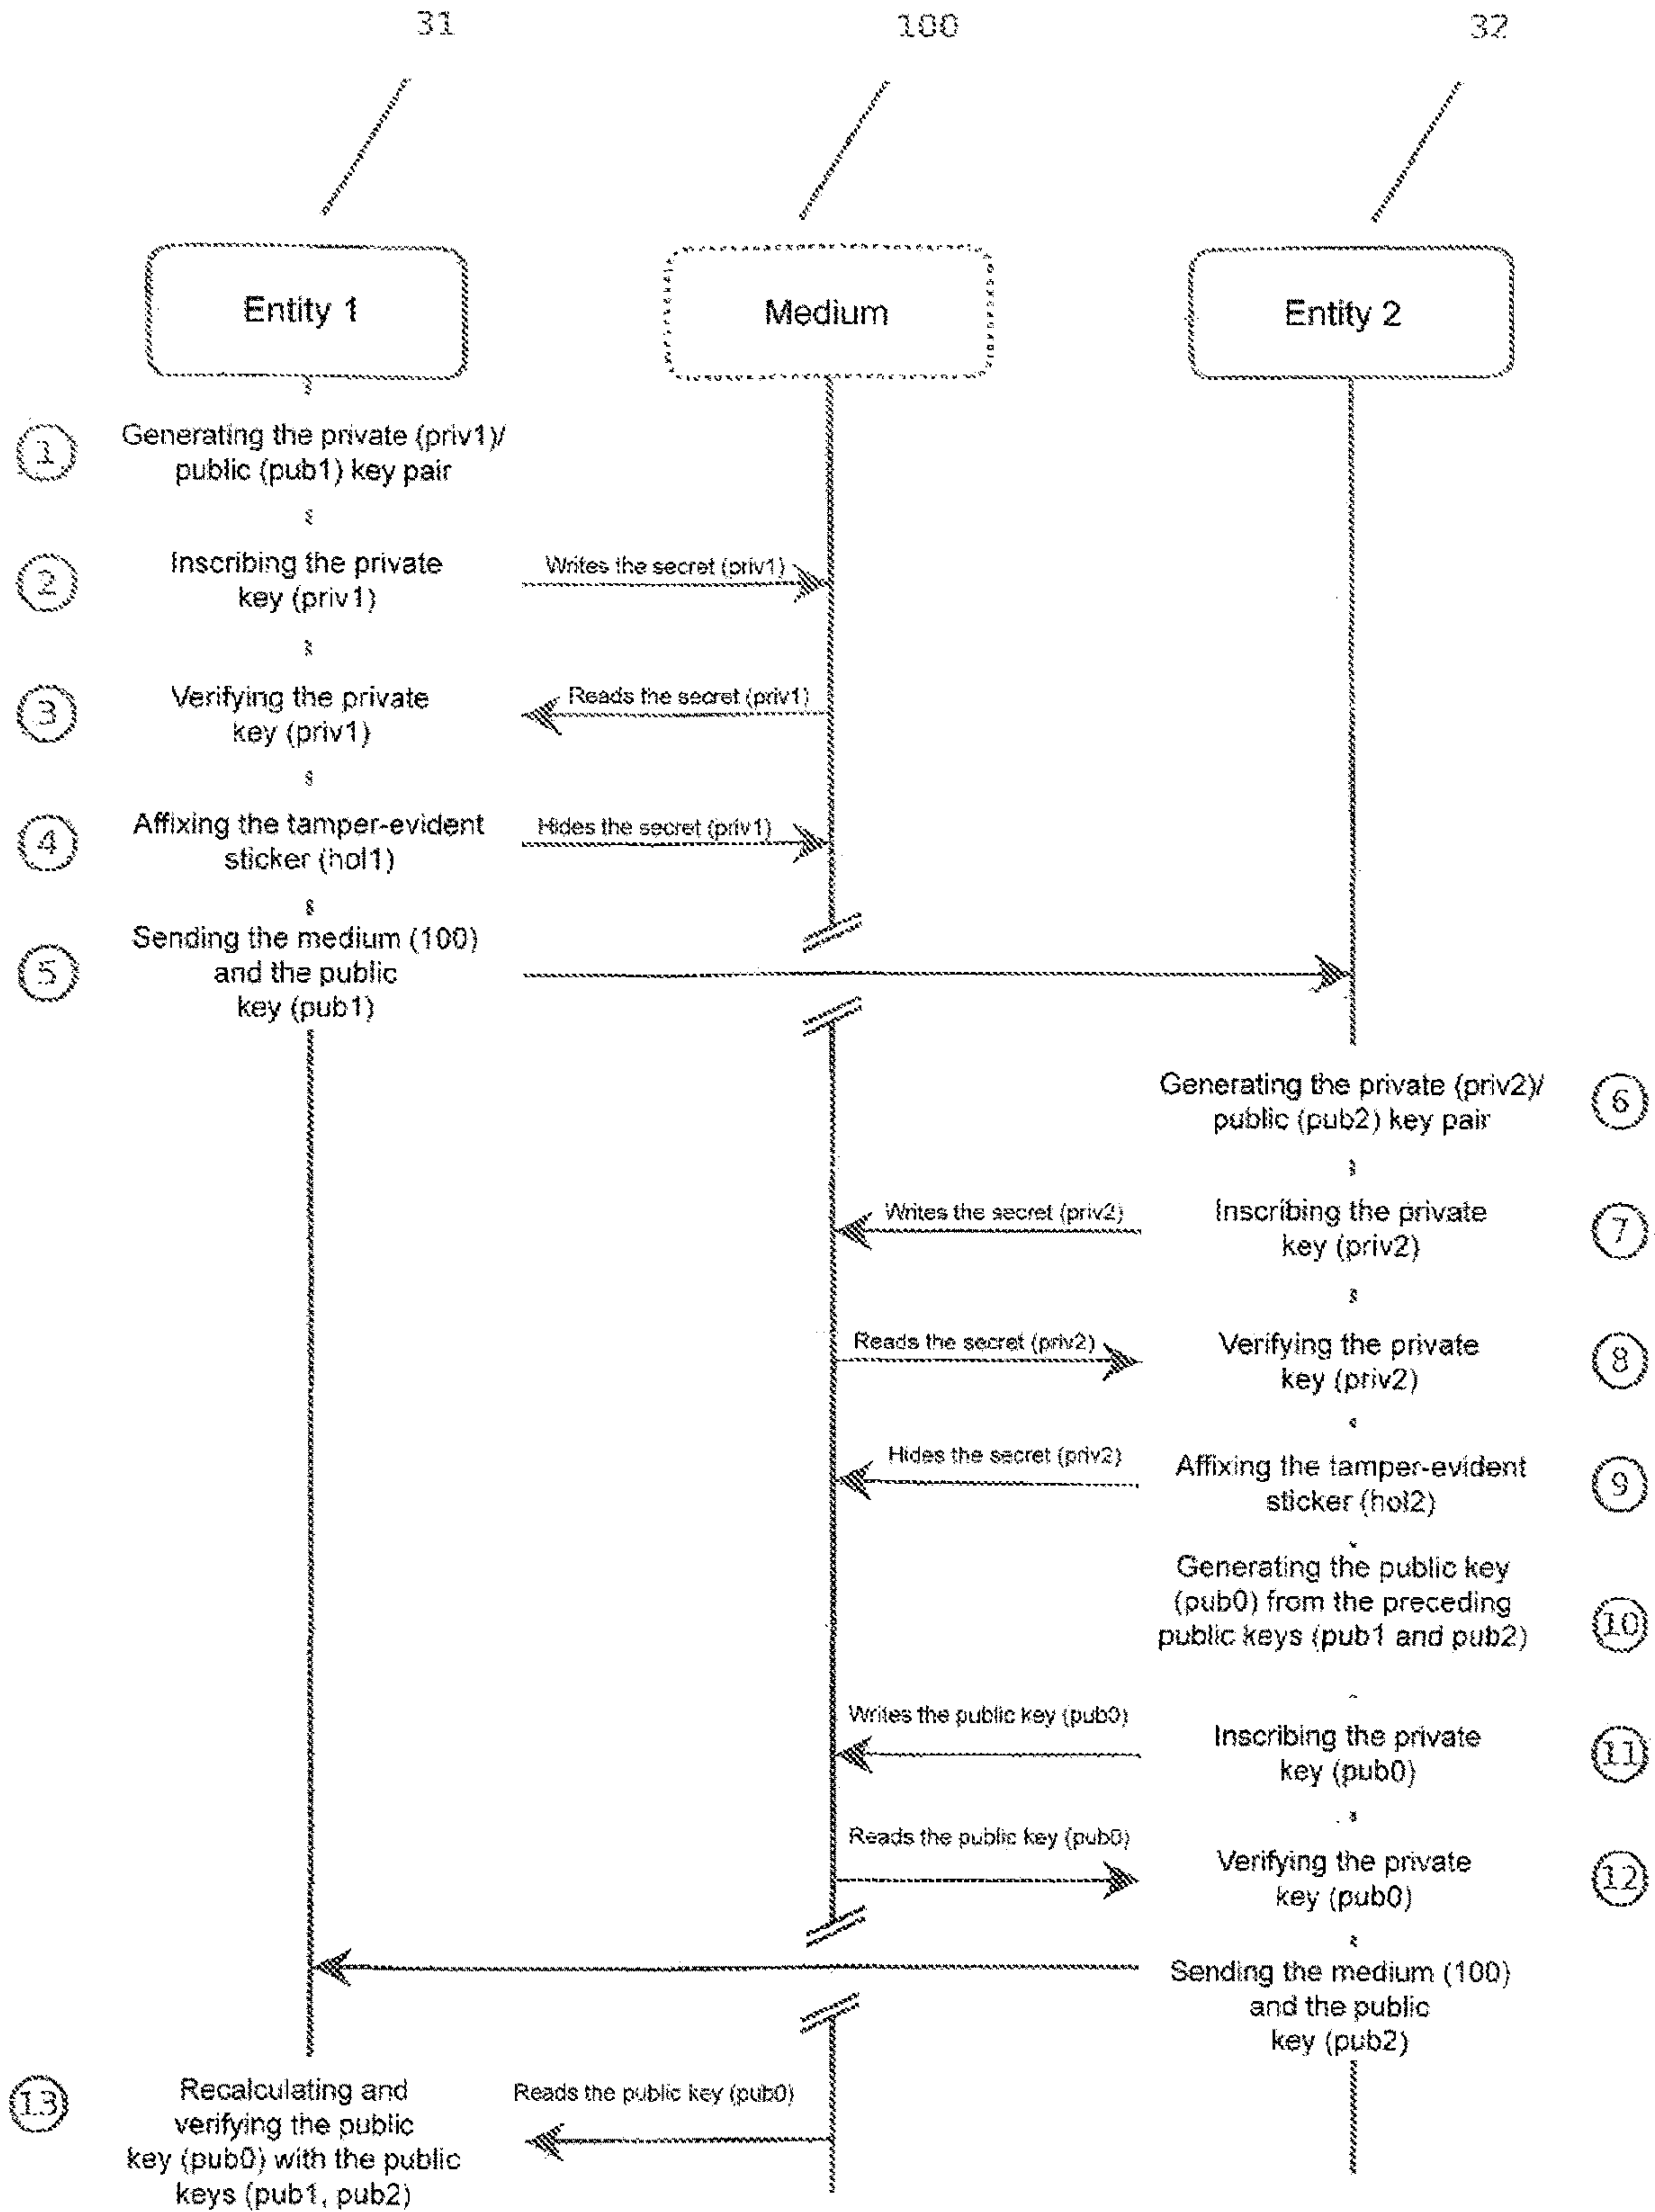 31
100
32
Entity 1
Medium
Entity 2
1
Generating the private (priv1)/
public (pub1) key pair
2
Inscribing the private
key (priv1)
Writes the secret (priv1)
3
Verifying the private
key (priv1)
Reads the secret (priv1)
4
Affixing the tamper-evident
sticker (hol1)
Hides the secret (priv1)
5
Sending the medium (100)
and the public
key (pub1)
Generating the private (priv2)/
public (pub2) key pair
6
Writes the secret (priv2)
Inscribing the private
key (priv2)
7
Reads the secret (priv2)
Verifying the private
key (priv2)
8
Hides the secret (priv2)
Affixing the tamper-evident
sticker (hol2)
9
Generating the public key
(pub0) from the preceding
public keys (pub1 and pub2)
10
Writes the public key (pub0)
Inscribing the private
key (pub0)
11
Reads the public key (pub0)
Verifying the private
key (pub0)
12
Sending the medium (100)
and the public
key (pub2)
13
Recalculating and
verifying the public
key (pub0) with the public
keys (pub1, pub2)
Reads the public key (pub0)